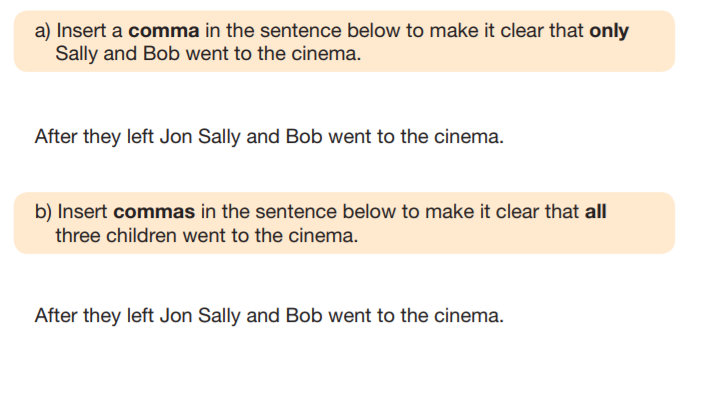 a) Insert a comma in the sentence below to make it clear that only
Sally and Bob went to the cinema.
After they left Jon Sally and Bob went to the cinema.
b) Insert commas in the sentence below to make it clear that all
three children went to the cinema.
After they left Jon Sally and Bob went to the cinema.